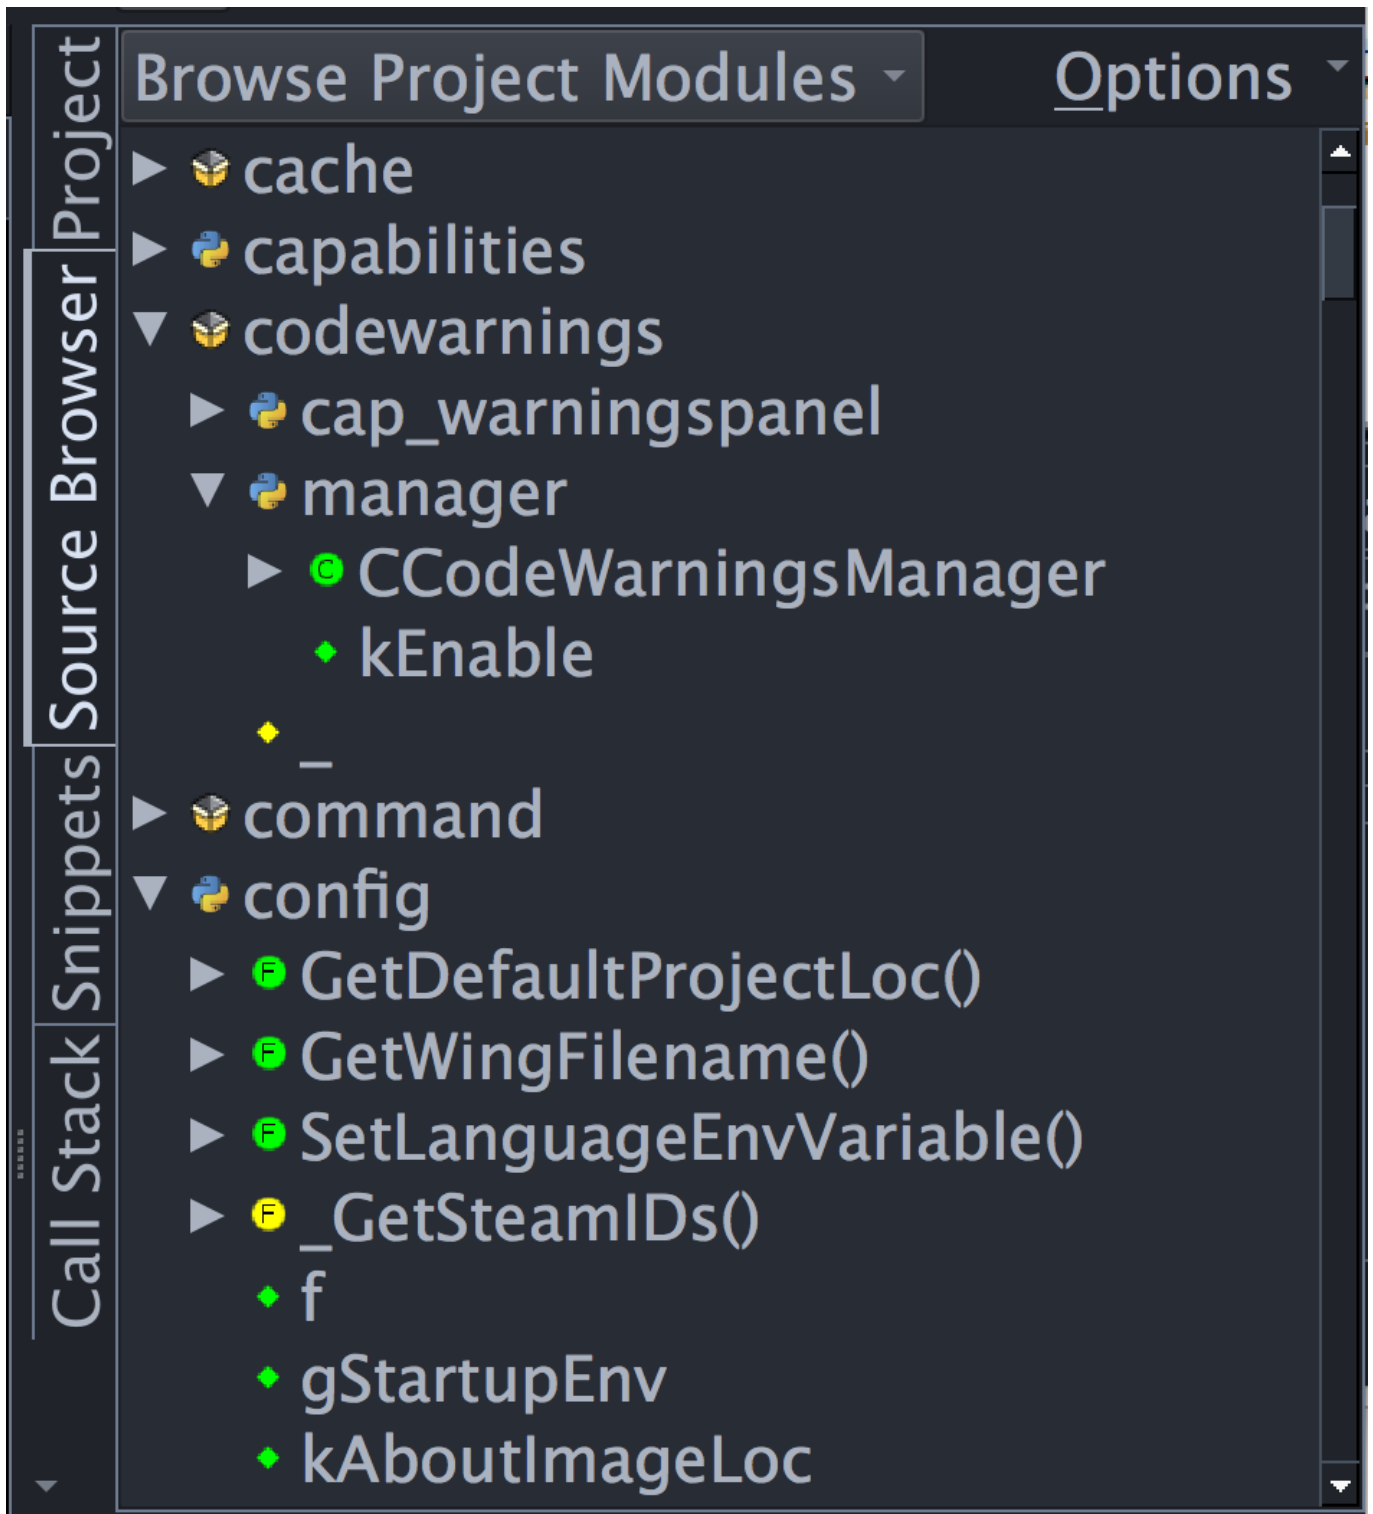 Browse Project Modules
Options
Project
Source Browser
Snippets
Call Stack
cache
capabilities
codewarnings
cap_warningspanel
manager
C CCodeWarningsManager
kEnable
_
command
config
F GetDefaultProjectLoc()
F GetWingFilename()
F SetLanguageEnvVariable()
F _GetSteamIDs()
f
gStartupEnv
kAboutImageLoc